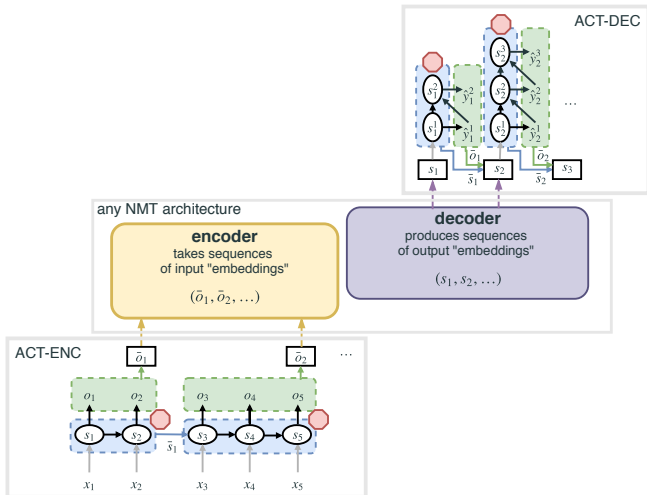 ACT-DEC
s_2^3 ŷ_2^3
s_1^2 ŷ_1^2 s_2^2 ŷ_2^2 ...
s_1^1 ŷ_1^1 s_2^1 ŷ_2^1
ō_1 ō_2
s_1 s̄_1 s_2 s̄_2 s_3
any NMT architecture
encoder
takes sequences
of input "embeddings"
(ō_1, ō_2, …)
decoder
produces sequences
of output "embeddings"
(s_1, s_2, …)
ACT-ENC
ō_1 ō_2 ...
o_1 o_2 o_3 o_4 o_5
s_1 s_2 s_3 s_4 s_5
s̄_1
x_1 x_2 x_3 x_4 x_5